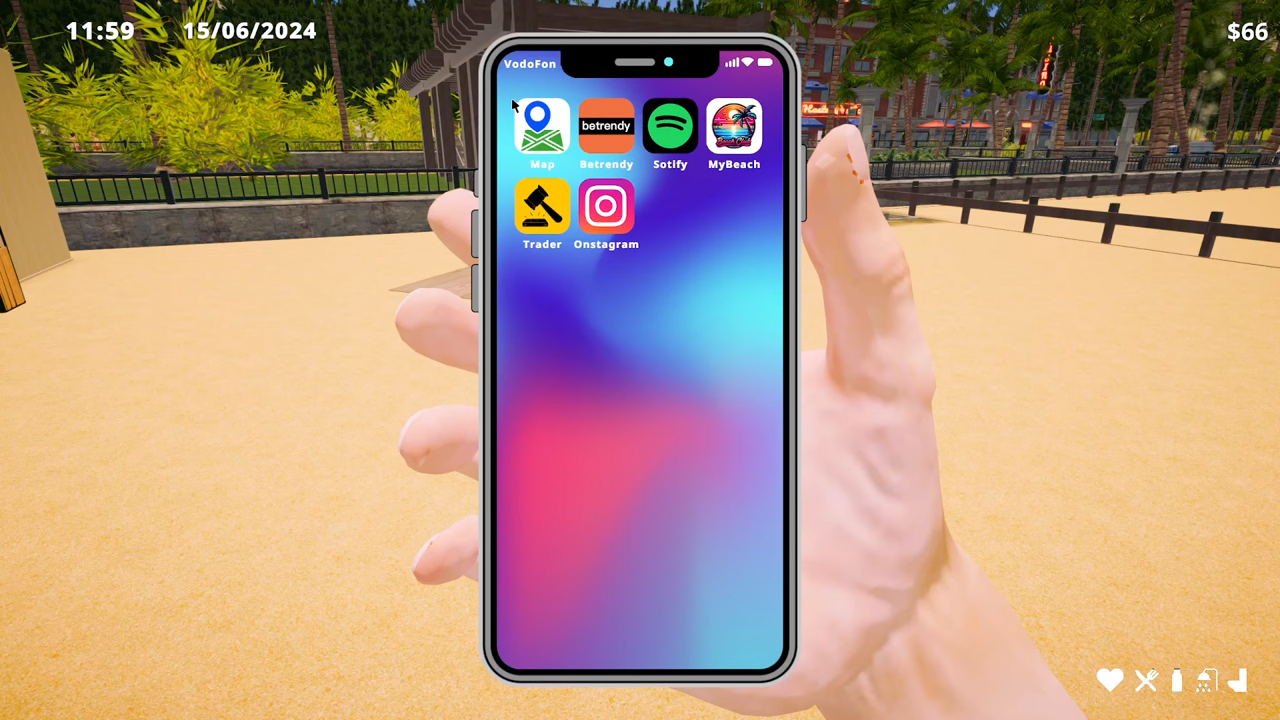 11:59 15/06/2024 $66
VodoFon
betrendy
Map Betrendy Sotify MyBeach
Trader Onstagram